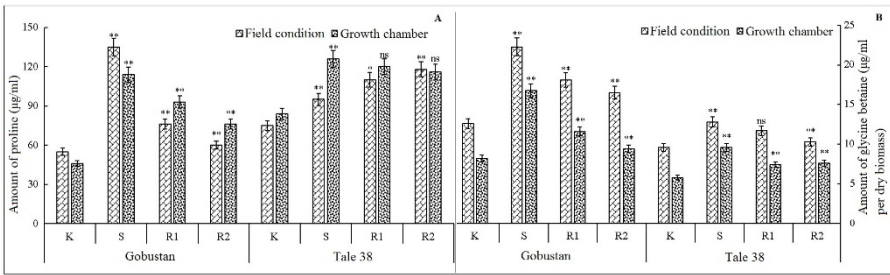 A
B
Field condition
Growth chamber
Field condition
Growth chamber
Amount of proline (µg/ml)
150
120
90
60
30
0
** ** ** ** ** ** ** ** * ns ** ns
K S R1 R2 K S R1 R2
Gobustan Tale 38
** ** ** ** ** ** ** ** ns ** ** **
K S R1 R2 K S R1 R2
Gobustan Tale 38
25
20
15
10
5
0
Amount of glycine betaine (µg/ml
per dry biomass)